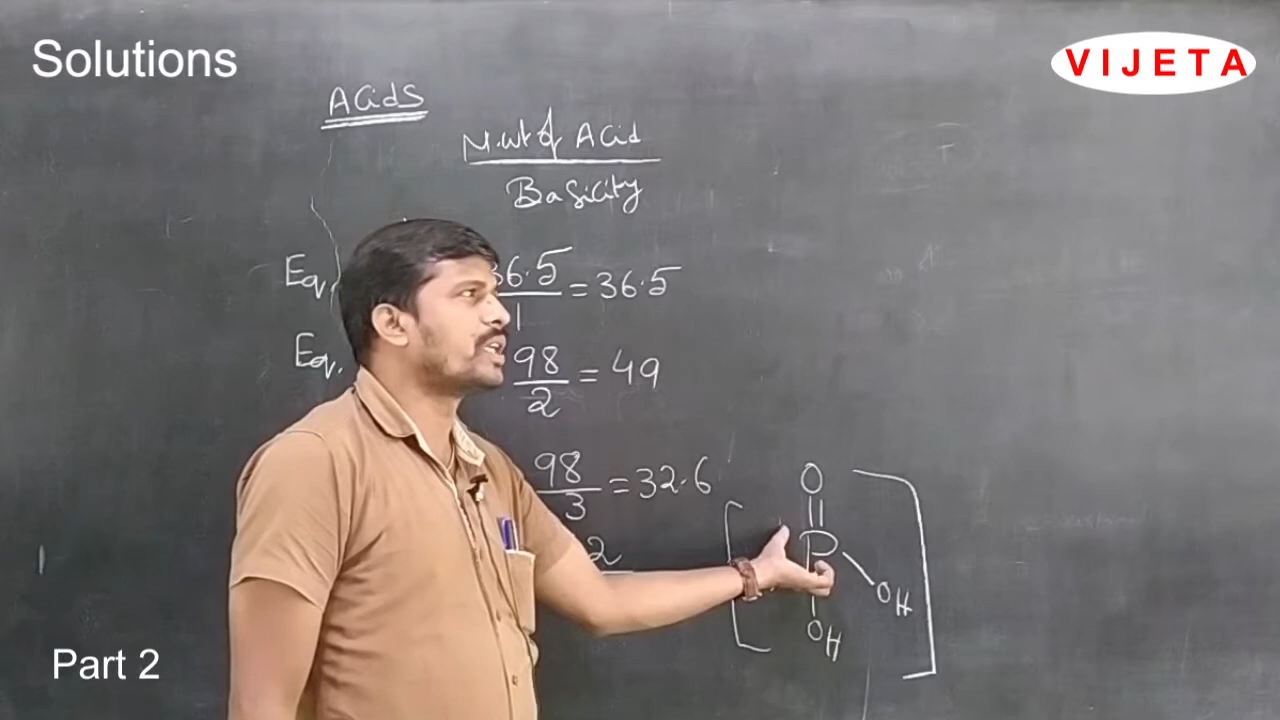 Solutions
VIJETA
Acids
M.wt of Acid
Basicity
Eq. 36.5 = 36.5
1
Eq. 98 = 49
2
98 = 32.6
3
2
O
P
OH
OH
Part 2